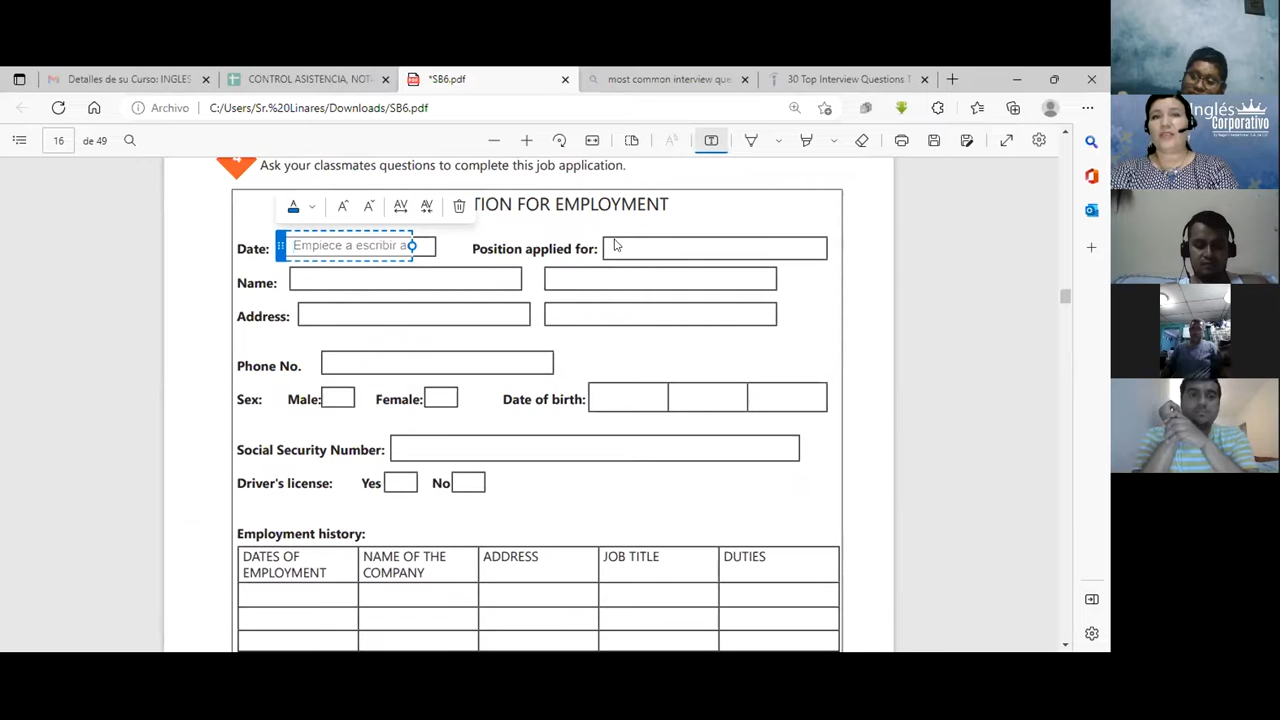 Detalles de su Curso: INGLES
CONTROL ASISTENCIA, NOT
*SB6.pdf
most common interview que
30 Top Interview Questions T
Archivo
C:/Users/Sr.%20Linares/Downloads/SB6.pdf
16
de 49
Ask your classmates questions to complete this job application.
TION FOR EMPLOYMENT
Date:
Empiece a escribir a
Position applied for:
Name:
Address:
Phone No.
Sex: Male: Female: Date of birth:
Social Security Number:
Driver's license: Yes No
Employment history:
DATES OF EMPLOYMENT
NAME OF THE COMPANY
ADDRESS
JOB TITLE
DUTIES
Inglés
Corporativo